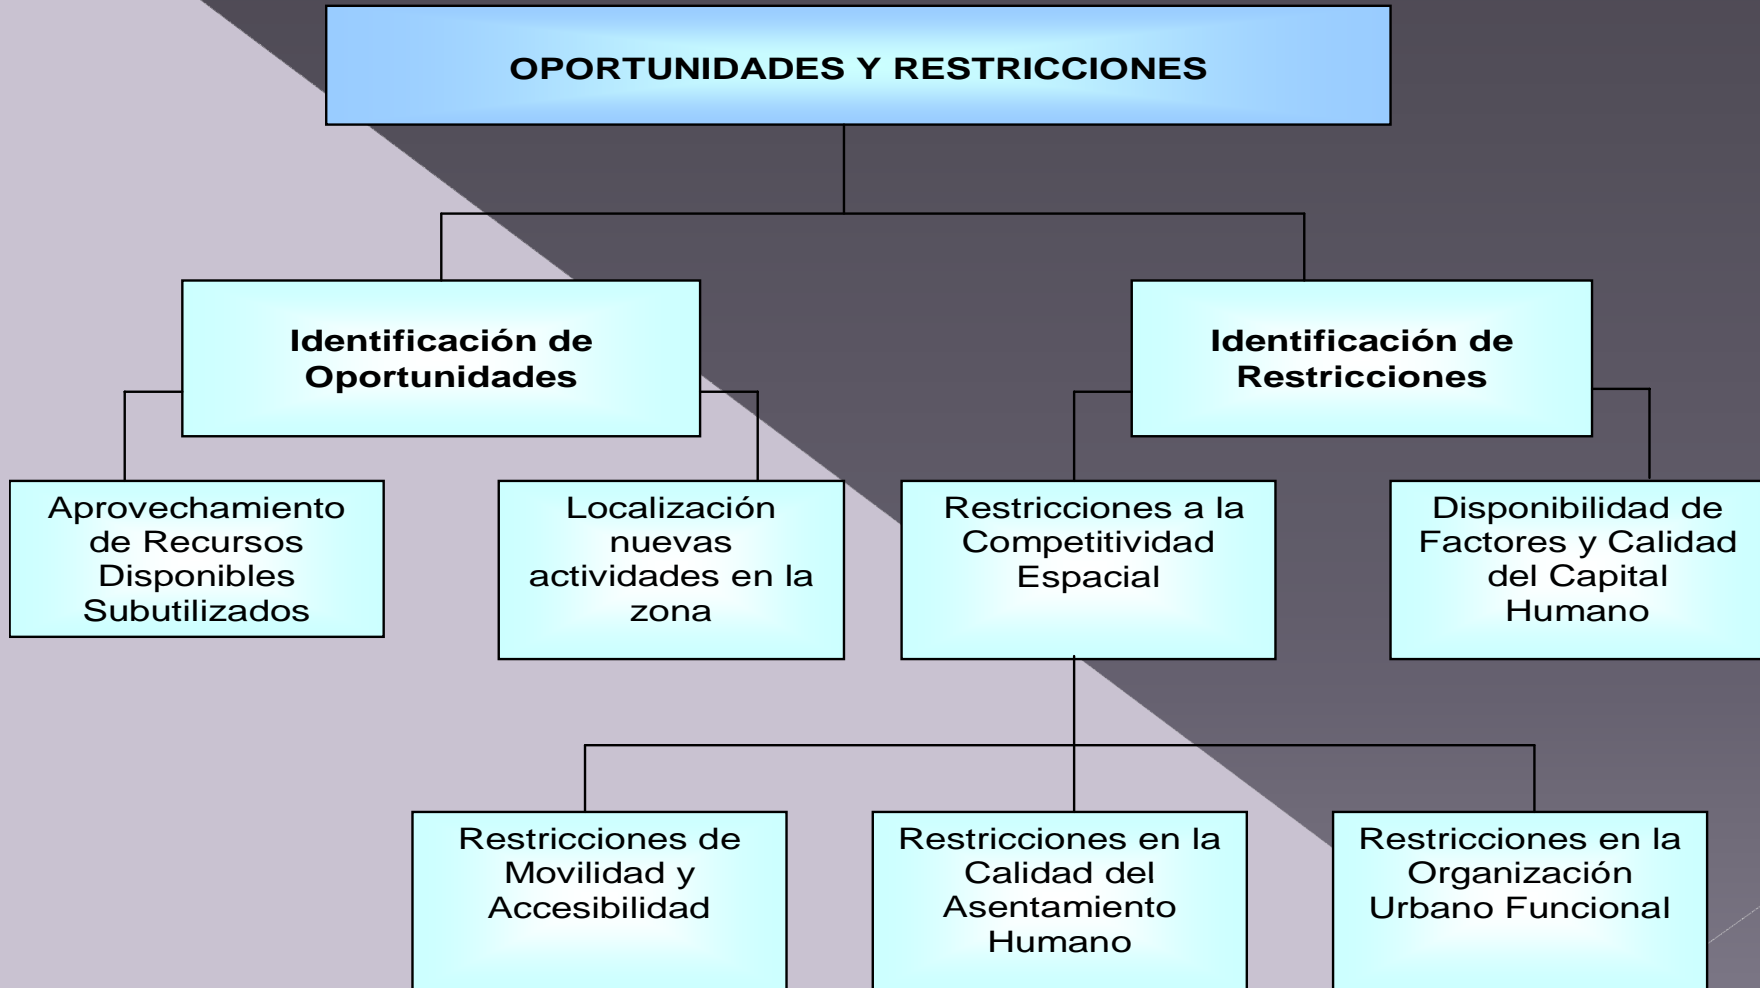 OPORTUNIDADES Y RESTRICCIONES
Identificación de
Oportunidades
Identificación de
Restricciones
Aprovechamiento
de Recursos
Disponibles
Subutilizados
Localización
nuevas
actividades en la
zona
Restricciones a la
Competitividad
Espacial
Disponibilidad de
Factores y Calidad
del Capital
Humano
Restricciones de
Movilidad y
Accesibilidad
Restricciones en la
Calidad del
Asentamiento
Humano
Restricciones en la
Organización
Urbano Funcional